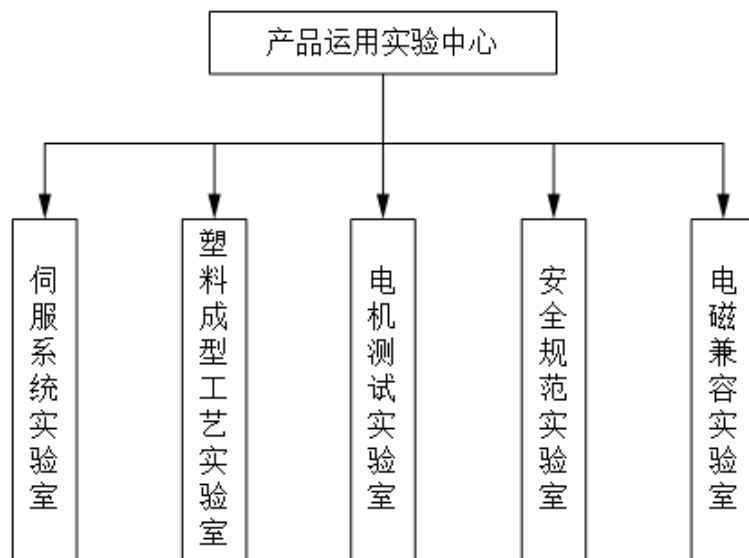 产品运用实验中心
伺服系统实验室
塑料成型工艺实验室
电机测试实验室
安全规范实验室
电磁兼容实验室